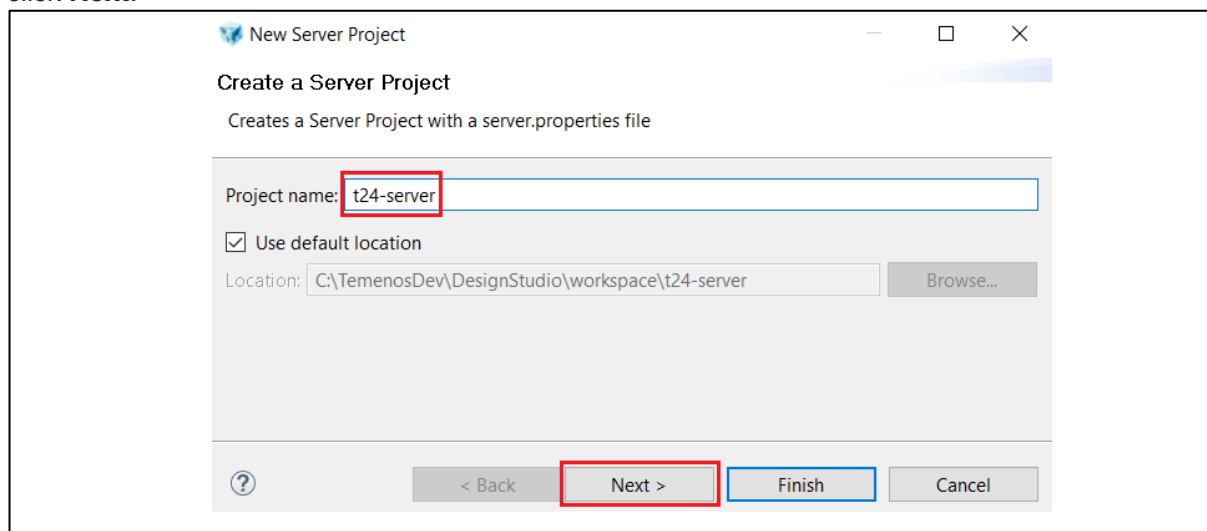 New Server Project
Create a Server Project
Creates a Server Project with a server.properties file
Project name: t24-server
Use default location
Location: C:\TemenosDev\DesignStudio\workspace\t24-server Browse...
< Back Next > Finish Cancel